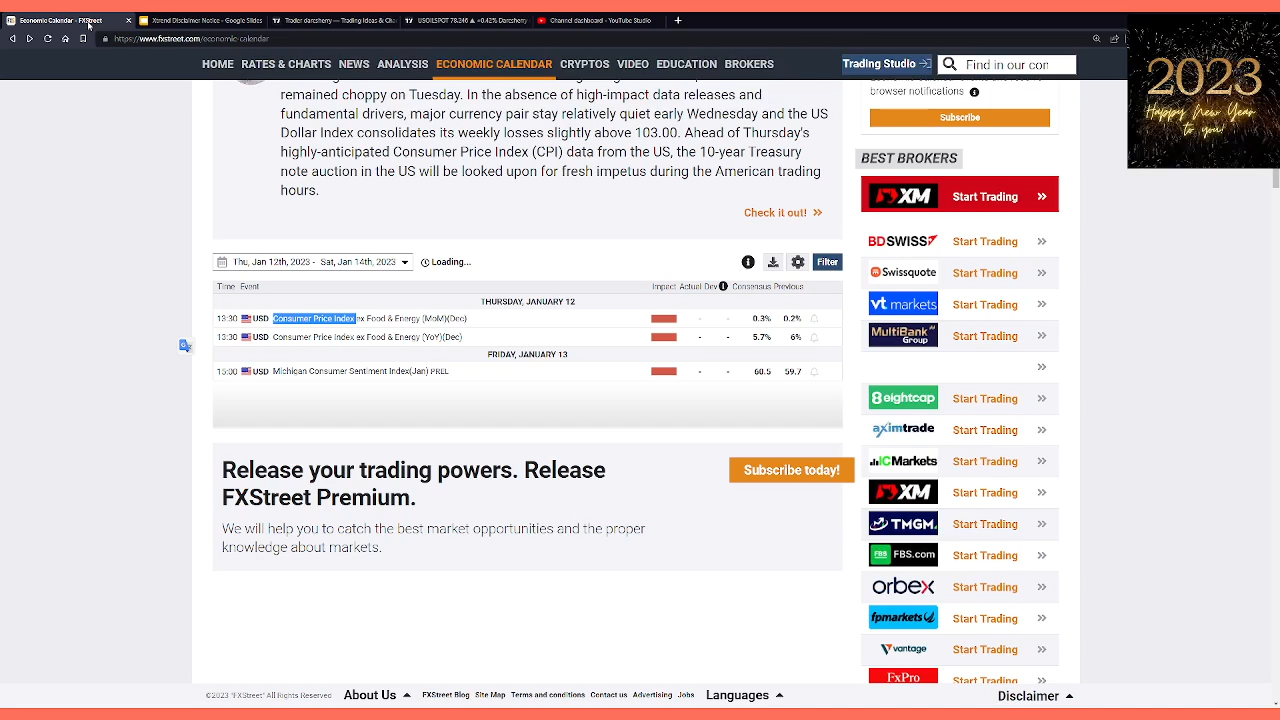 Economic Calendar - FXStreet
Xtrend Disclaimer Notice - Google Slides
Trader darcsherry — Trading Ideas & Cha
USOILSPOT 78.246 ▲ +0.42% Darcsherry
Channel dashboard - YouTube Studio
https://www.fxstreet.com/economic-calendar
HOME RATES & CHARTS NEWS ANALYSIS ECONOMIC CALENDAR CRYPTOS VIDEO EDUCATION BROKERS
Trading Studio
Find in our con
2023
Happy New Year
to you!
remained choppy on Tuesday. In the absence of high-impact data releases and
fundamental drivers, major currency pair stay relatively quiet early Wednesday and the US
Dollar Index consolidates its weekly losses slightly above 103.00. Ahead of Thursday's
highly-anticipated Consumer Price Index (CPI) data from the US, the 10-year Treasury
note auction in the US will be looked upon for fresh impetus during the American trading
hours.
Check it out!
browser notifications
Subscribe
BEST BROKERS
XM Start Trading
BDSWISS Start Trading
Swissquote Start Trading
vt markets Start Trading
MultiBank Group Start Trading
eightcap Start Trading
aximtrade Start Trading
IC Markets Start Trading
XM Start Trading
TMGM Start Trading
FBS FBS.com Start Trading
orbex Start Trading
fpmarkets Start Trading
vantage Start Trading
FxPro Start Trading
Thu, Jan 12th, 2023 - Sat, Jan 14th, 2023
Loading...
Filter
Time Event Impact Actual Dev Consensus Previous
THURSDAY, JANUARY 12
13:30 USD Consumer Price Index ex Food & Energy (MoM)(Dec) - - 0.3% 0.2%
13:30 USD Consumer Price Index ex Food & Energy (YoY)(Dec) - - 5.7% 6%
FRIDAY, JANUARY 13
15:00 USD Michigan Consumer Sentiment Index(Jan) PREL - - 60.5 59.7
Release your trading powers. Release
FXStreet Premium.
Subscribe today!
We will help you to catch the best market opportunities and the proper
knowledge about markets.
©2023 "FXStreet" All Rights Reserved
About Us
FXStreet Blog Site Map Terms and conditions Contact us Advertising Jobs
Languages
Disclaimer